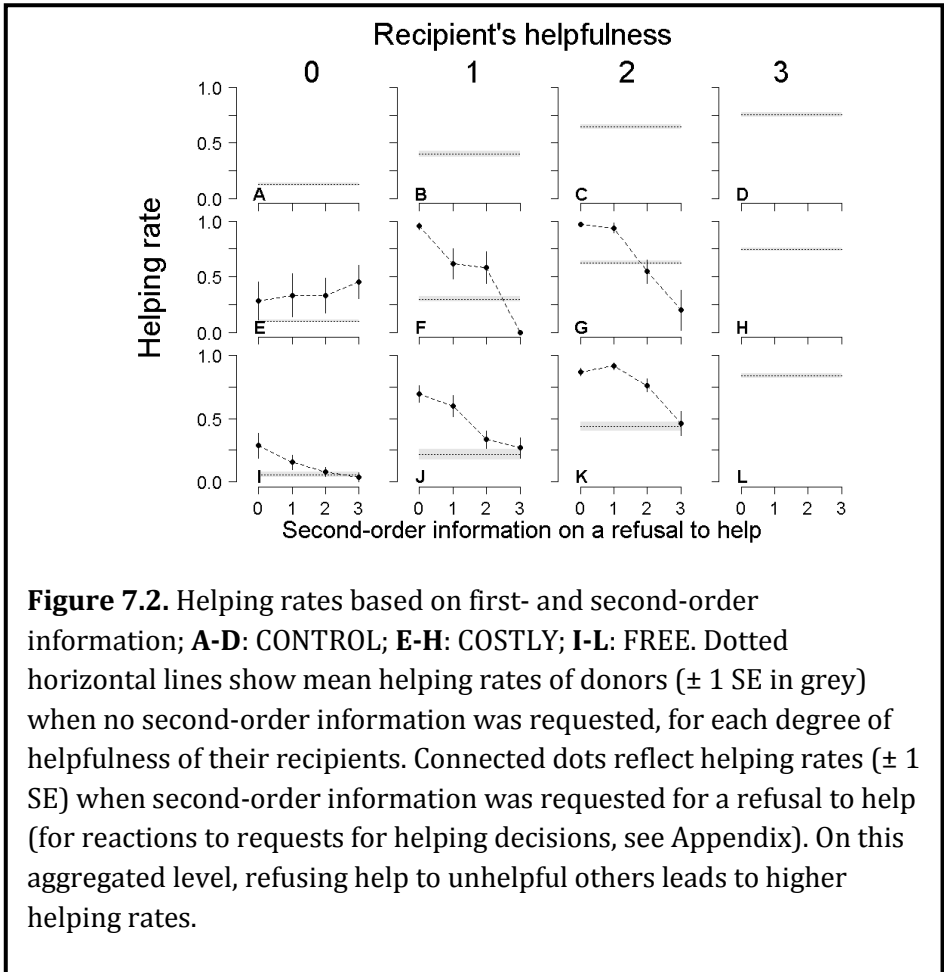 Recipient's helpfulness
0 1 2 3
Helping rate
1.0
0.5
0.0
A B C D
1.0
0.5
0.0
E F G H
1.0
0.5
0.0
I J K L
0 1 2 3 0 1 2 3 0 1 2 3 0 1 2 3
Second-order information on a refusal to help
Figure 7.2. Helping rates based on first- and second-order
information; A-D: CONTROL; E-H: COSTLY; I-L: FREE. Dotted
horizontal lines show mean helping rates of donors (± 1 SE in grey)
when no second-order information was requested, for each degree of
helpfulness of their recipients. Connected dots reflect helping rates (± 1
SE) when second-order information was requested for a refusal to help
(for reactions to requests for helping decisions, see Appendix). On this
aggregated level, refusing help to unhelpful others leads to higher
helping rates.